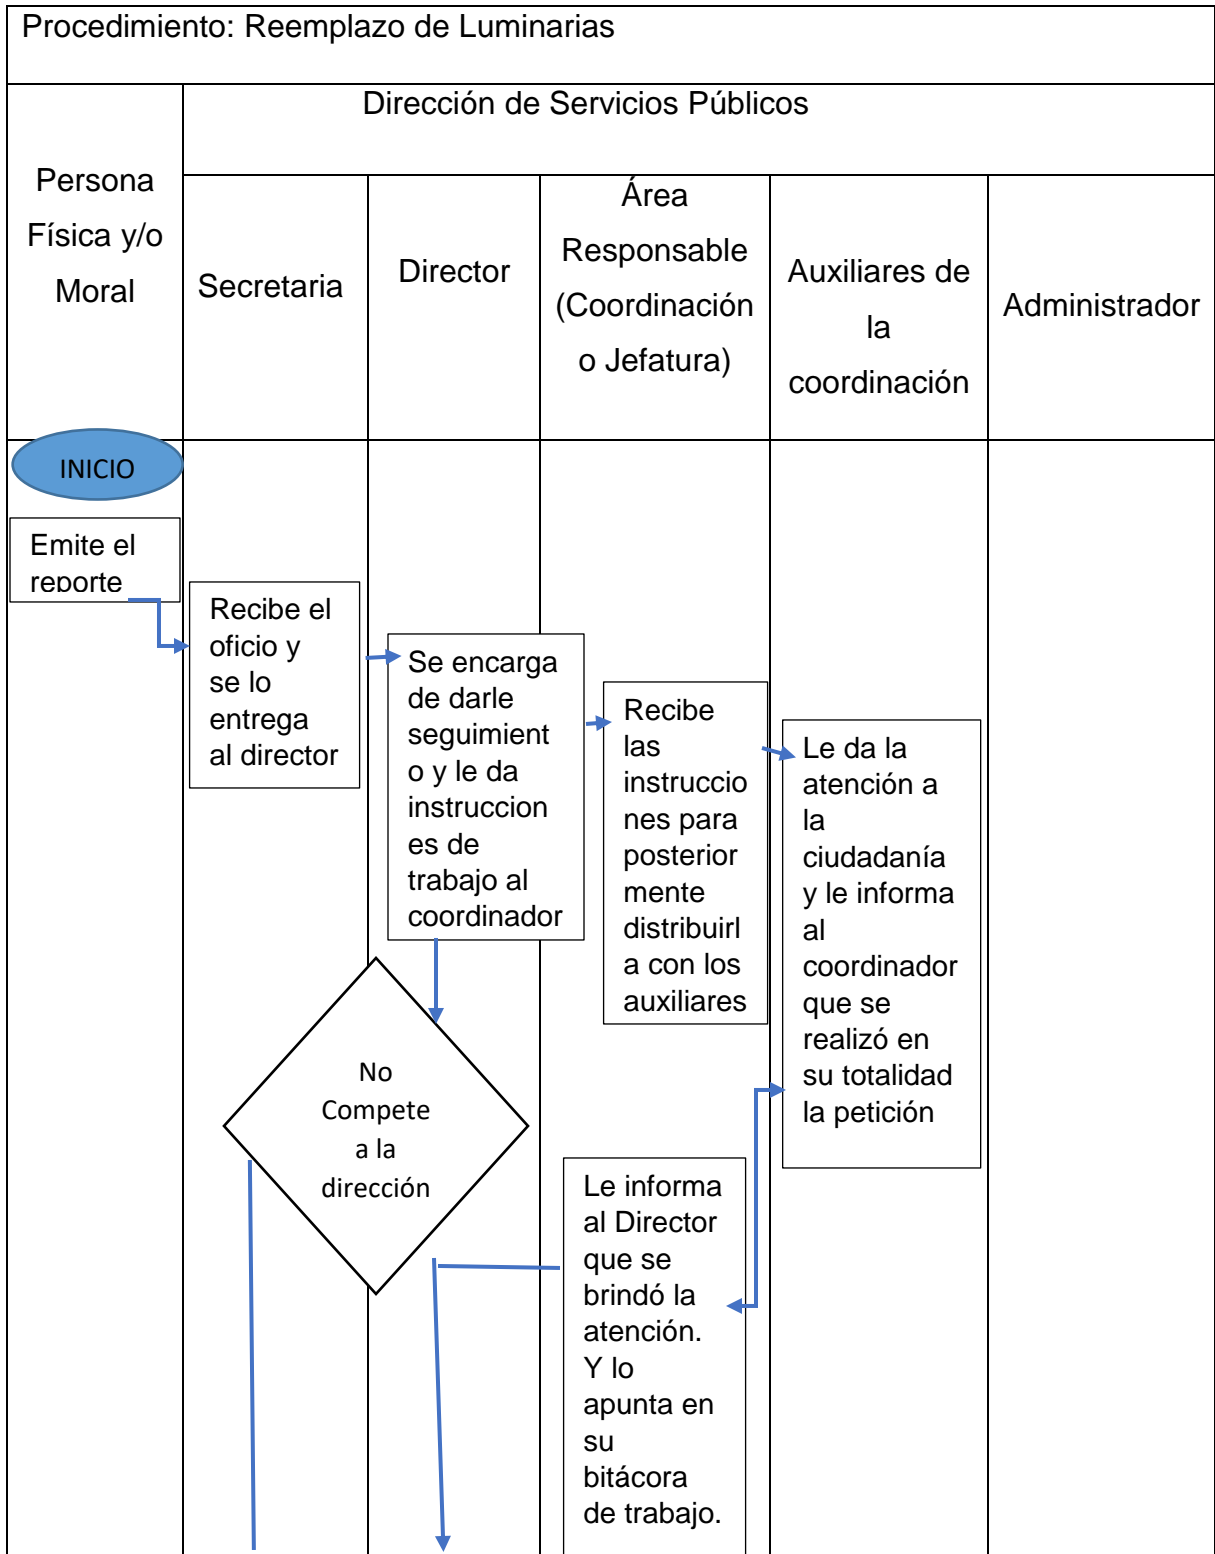 Procedimiento: Reemplazo de Luminarias
Dirección de Servicios Públicos
Persona
Física y/o
Moral
Secretaria
Director
Área
Responsable
(Coordinación
o Jefatura)
Auxiliares de
la
coordinación
Administrador
INICIO
Emite el
reporte
Recibe el
oficio y
se lo
entrega
al director
Se encarga
de darle
seguimient
o y le da
instruccion
es de
trabajo al
coordinador
Recibe
las
instruccio
nes para
posterior
mente
distribuirl
a con los
auxiliares
Le da la
atención a
la
ciudadanía
y le informa
al
coordinador
que se
realizó en
su totalidad
la petición
No
Compete
a la
dirección
Le informa
al Director
que se
brindó la
atención.
Y lo
apunta en
su
bitácora
de trabajo.